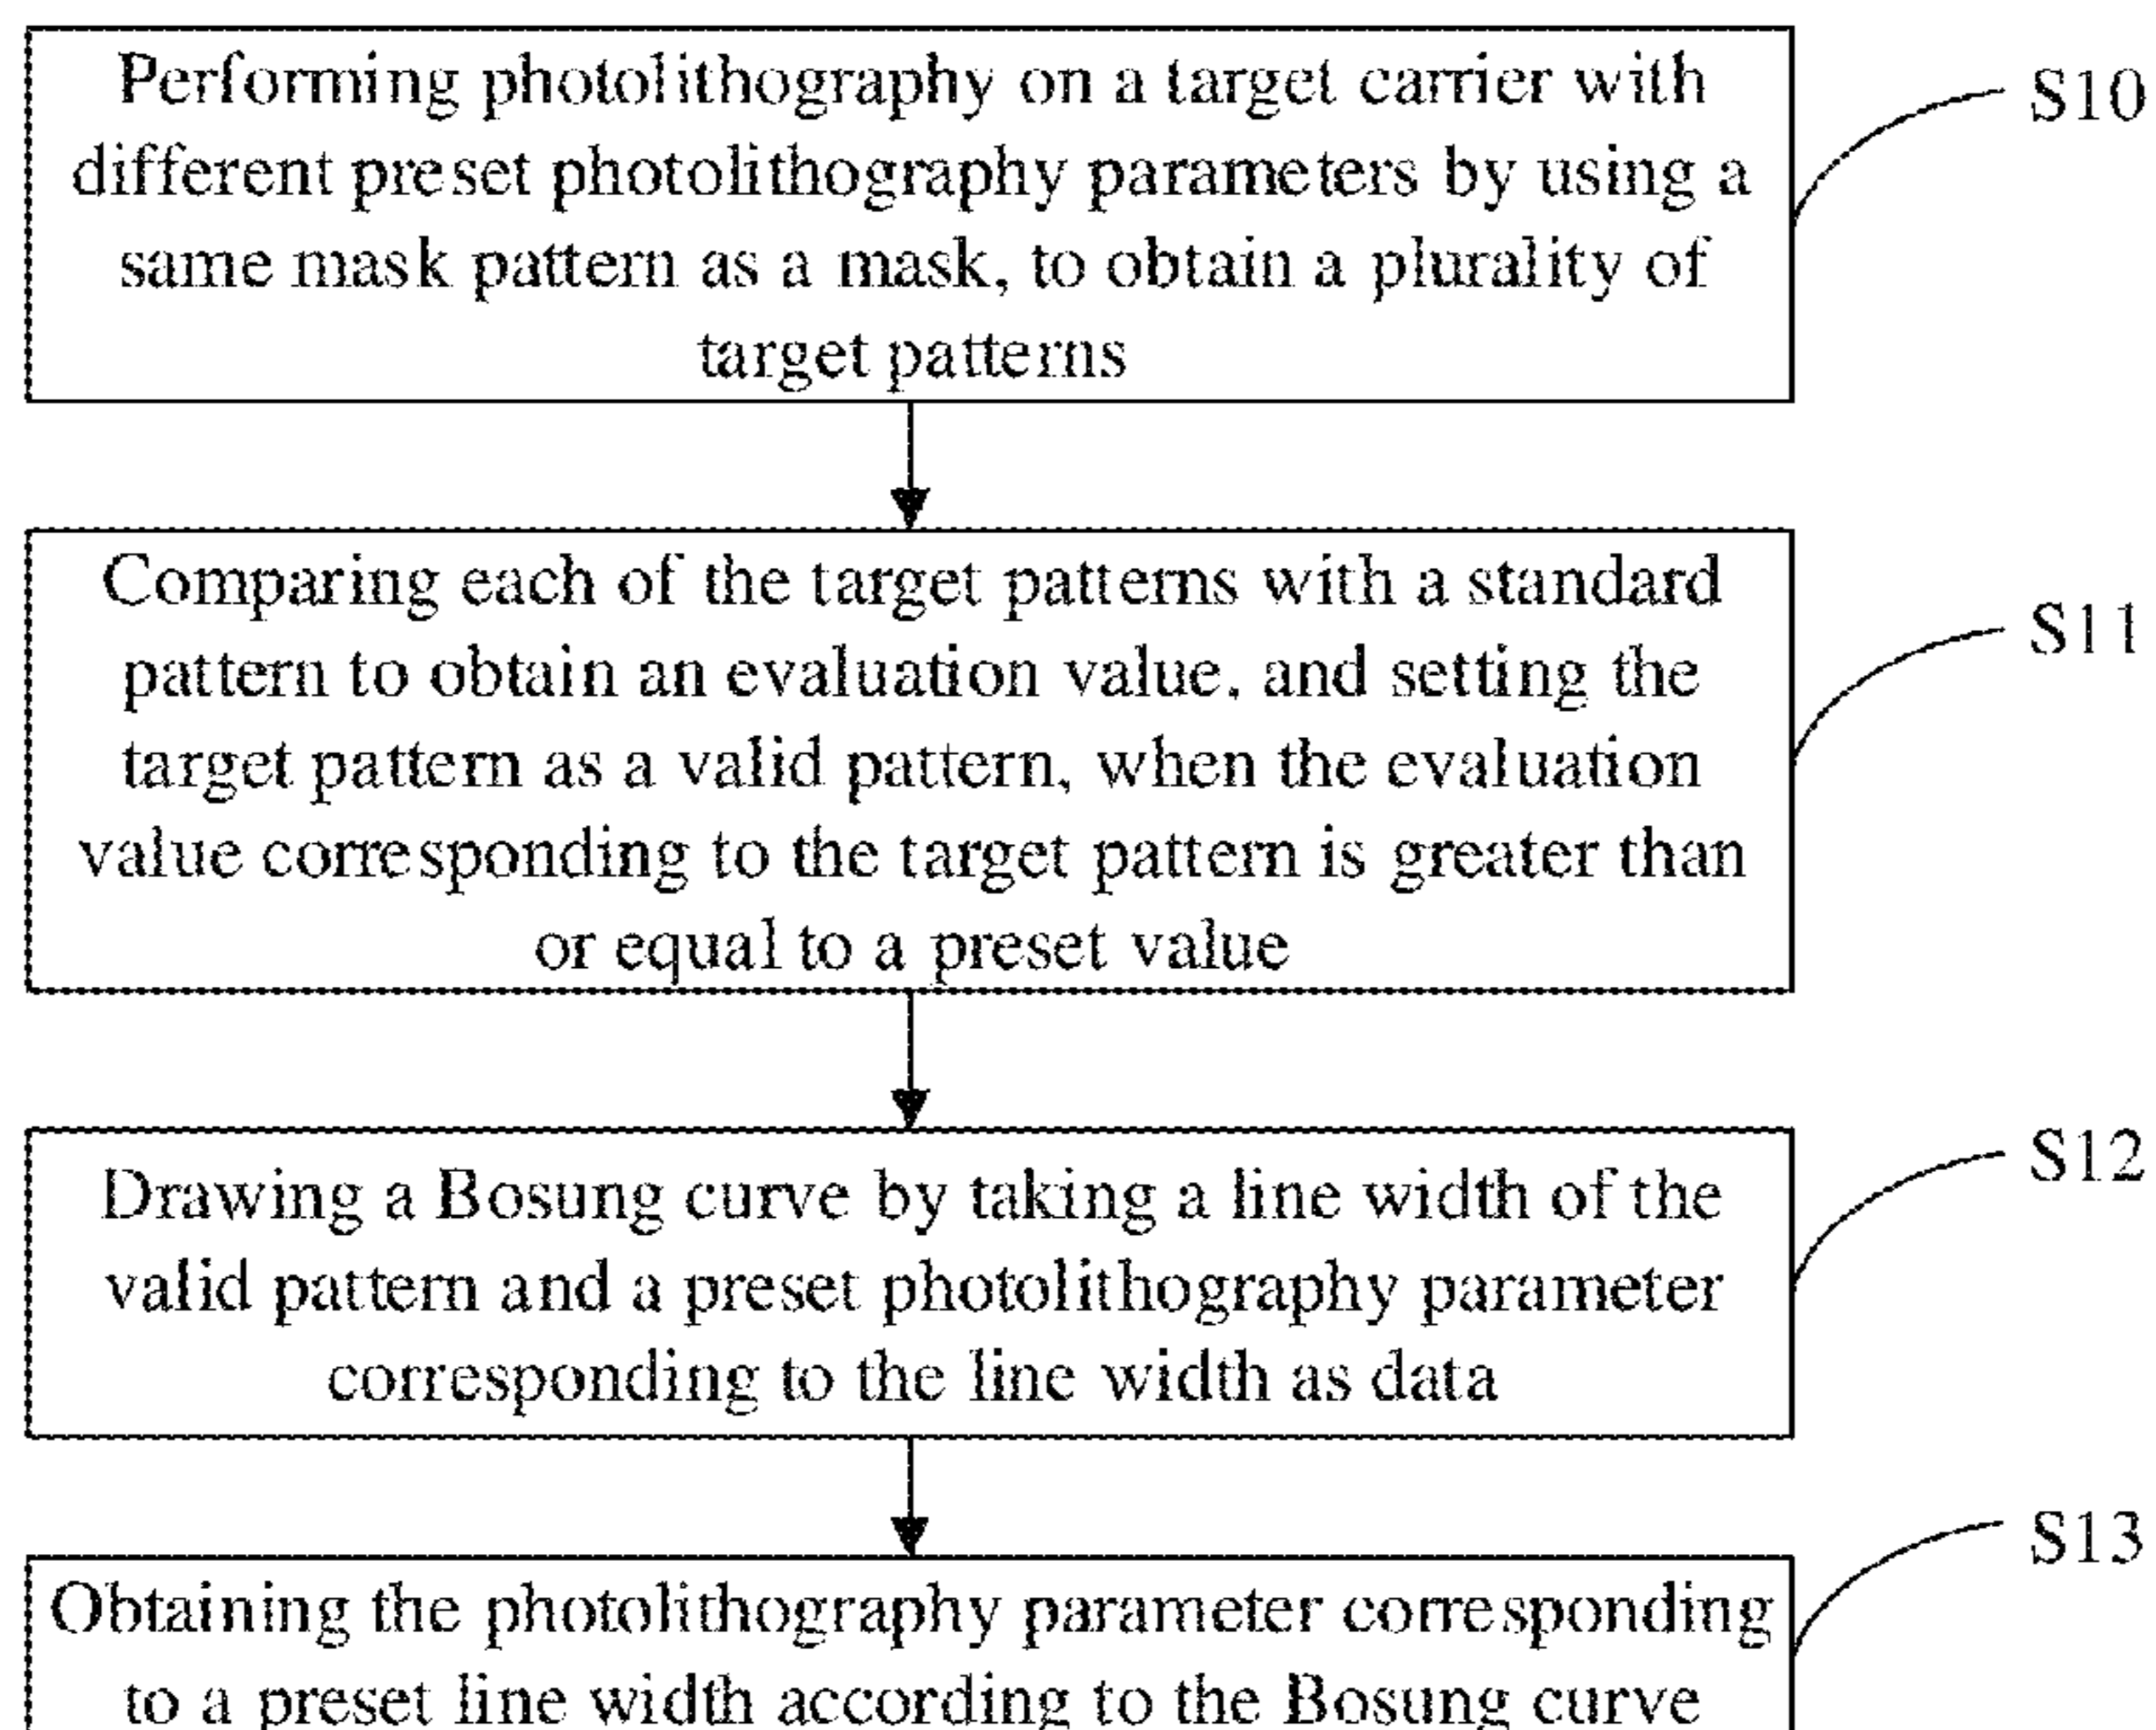 Performing photolithography on a target carrier with
different preset photolithography parameters by using a
same mask pattern as a mask, to obtain a plurality of
target patterns
S10
Comparing each of the target patterns with a standard
pattern to obtain an evaluation value, and setting the
target pattern as a valid pattern, when the evaluation
value corresponding to the target pattern is greater than
or equal to a preset value
S11
Drawing a Bosung curve by taking a line width of the
valid pattern and a preset photolithography parameter
corresponding to the line width as data
S12
Obtaining the photolithography parameter corresponding
to a preset line width according to the Bosung curve
S13